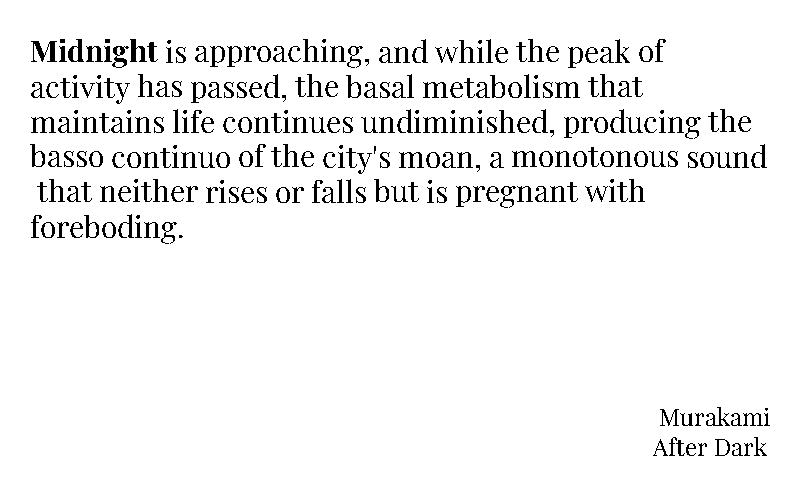 Midnight is approaching, and while the peak of
activity has passed, the basal metabolism that
maintains life continues undiminished, producing the
basso continuo of the city's moan, a monotonous sound
that neither rises or falls but is pregnant with
foreboding.
Murakami
After Dark